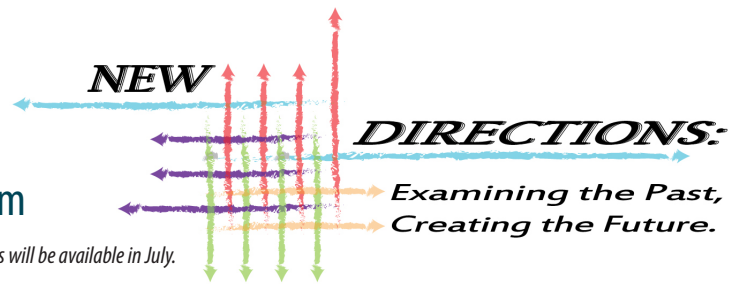 NEW
DIRECTIONS:
Examining the Past,
Creating the Future.
m
s will be available in July.